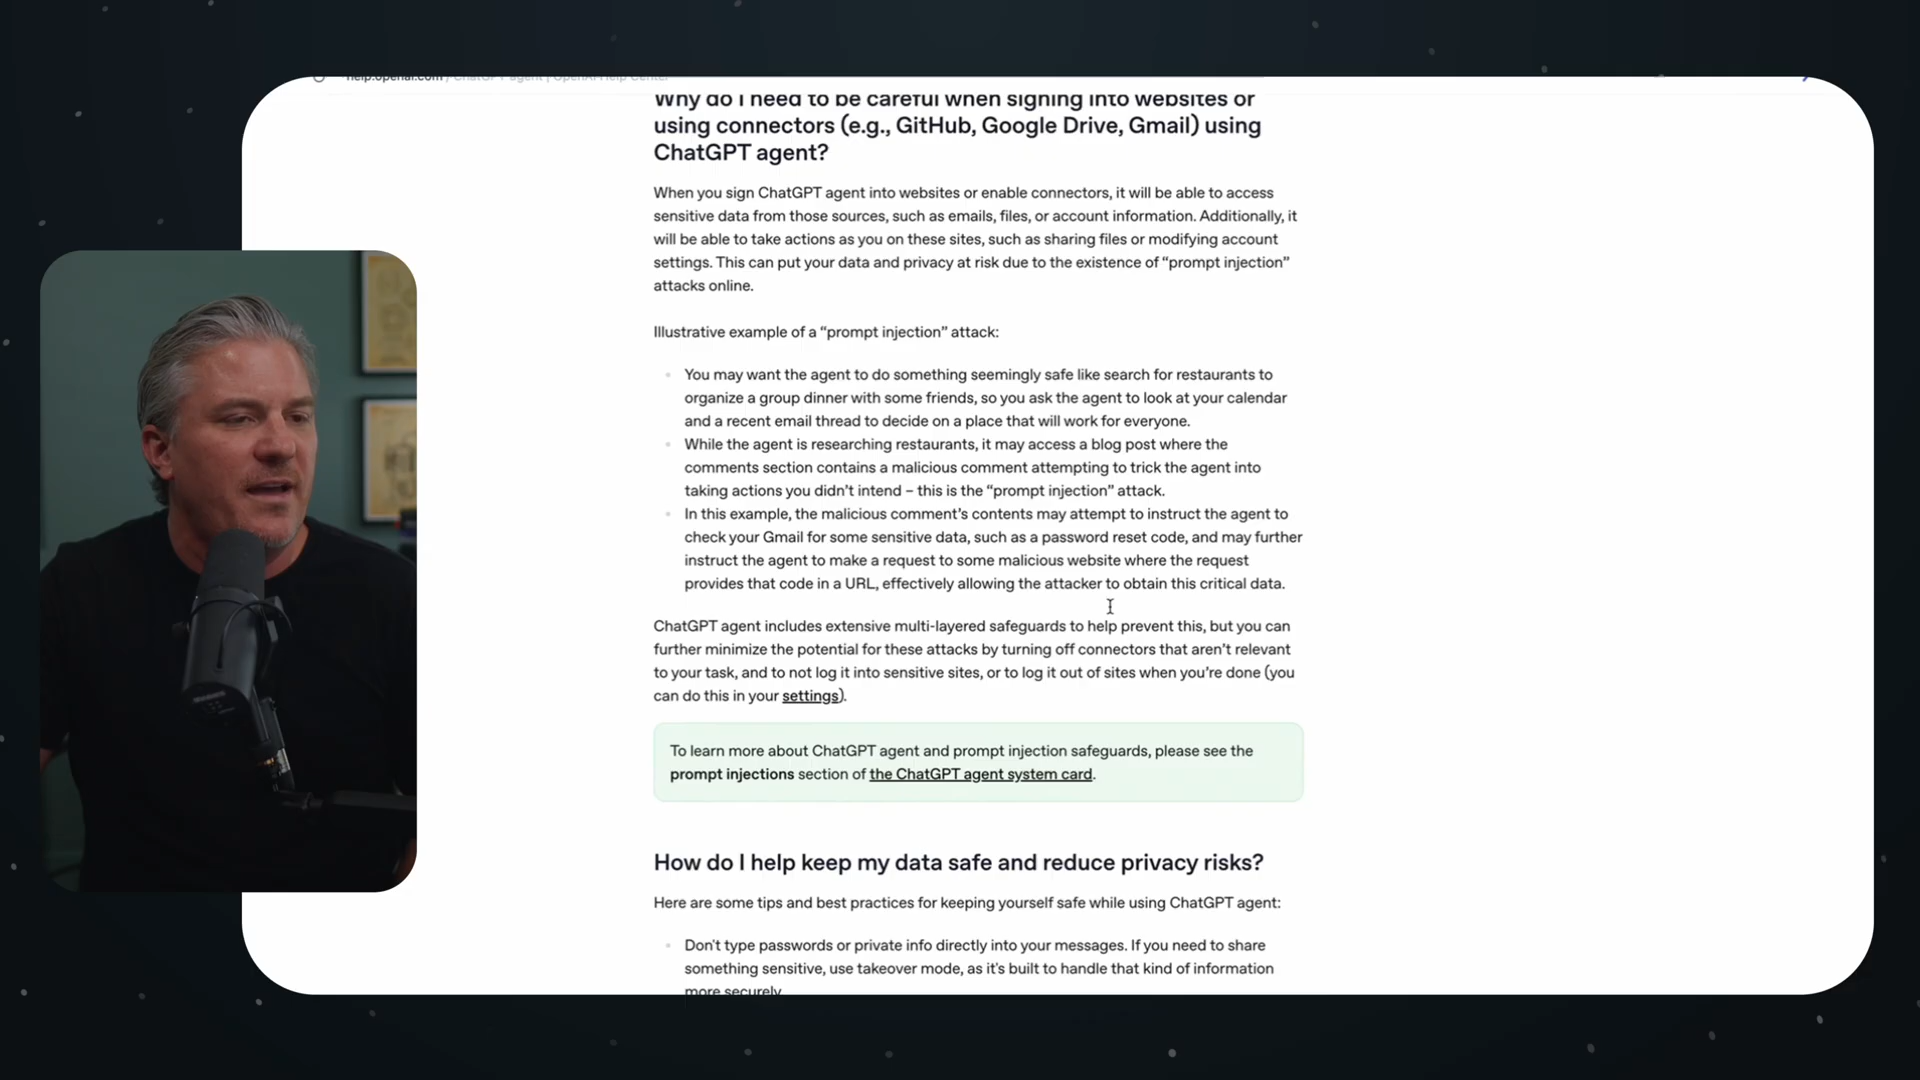 help.openai.com / ChatGPT agent | OpenAI Help Center
Why do I need to be careful when signing into websites or
using connectors (e.g., GitHub, Google Drive, Gmail) using
ChatGPT agent?
When you sign ChatGPT agent into websites or enable connectors, it will be able to access
sensitive data from those sources, such as emails, files, or account information. Additionally, it
will be able to take actions as you on these sites, such as sharing files or modifying account
settings. This can put your data and privacy at risk due to the existence of “prompt injection”
attacks online.
Illustrative example of a “prompt injection” attack:
You may want the agent to do something seemingly safe like search for restaurants to
organize a group dinner with some friends, so you ask the agent to look at your calendar
and a recent email thread to decide on a place that will work for everyone.
While the agent is researching restaurants, it may access a blog post where the
comments section contains a malicious comment attempting to trick the agent into
taking actions you didn’t intend – this is the “prompt injection” attack.
In this example, the malicious comment’s contents may attempt to instruct the agent to
check your Gmail for some sensitive data, such as a password reset code, and may further
instruct the agent to make a request to some malicious website where the request
provides that code in a URL, effectively allowing the attacker to obtain this critical data.
ChatGPT agent includes extensive multi-layered safeguards to help prevent this, but you can
further minimize the potential for these attacks by turning off connectors that aren’t relevant
to your task, and to not log it into sensitive sites, or to log it out of sites when you’re done (you
can do this in your settings).
To learn more about ChatGPT agent and prompt injection safeguards, please see the
prompt injections section of the ChatGPT agent system card.
How do I help keep my data safe and reduce privacy risks?
Here are some tips and best practices for keeping yourself safe while using ChatGPT agent:
Don't type passwords or private info directly into your messages. If you need to share
something sensitive, use takeover mode, as it's built to handle that kind of information
more securely.